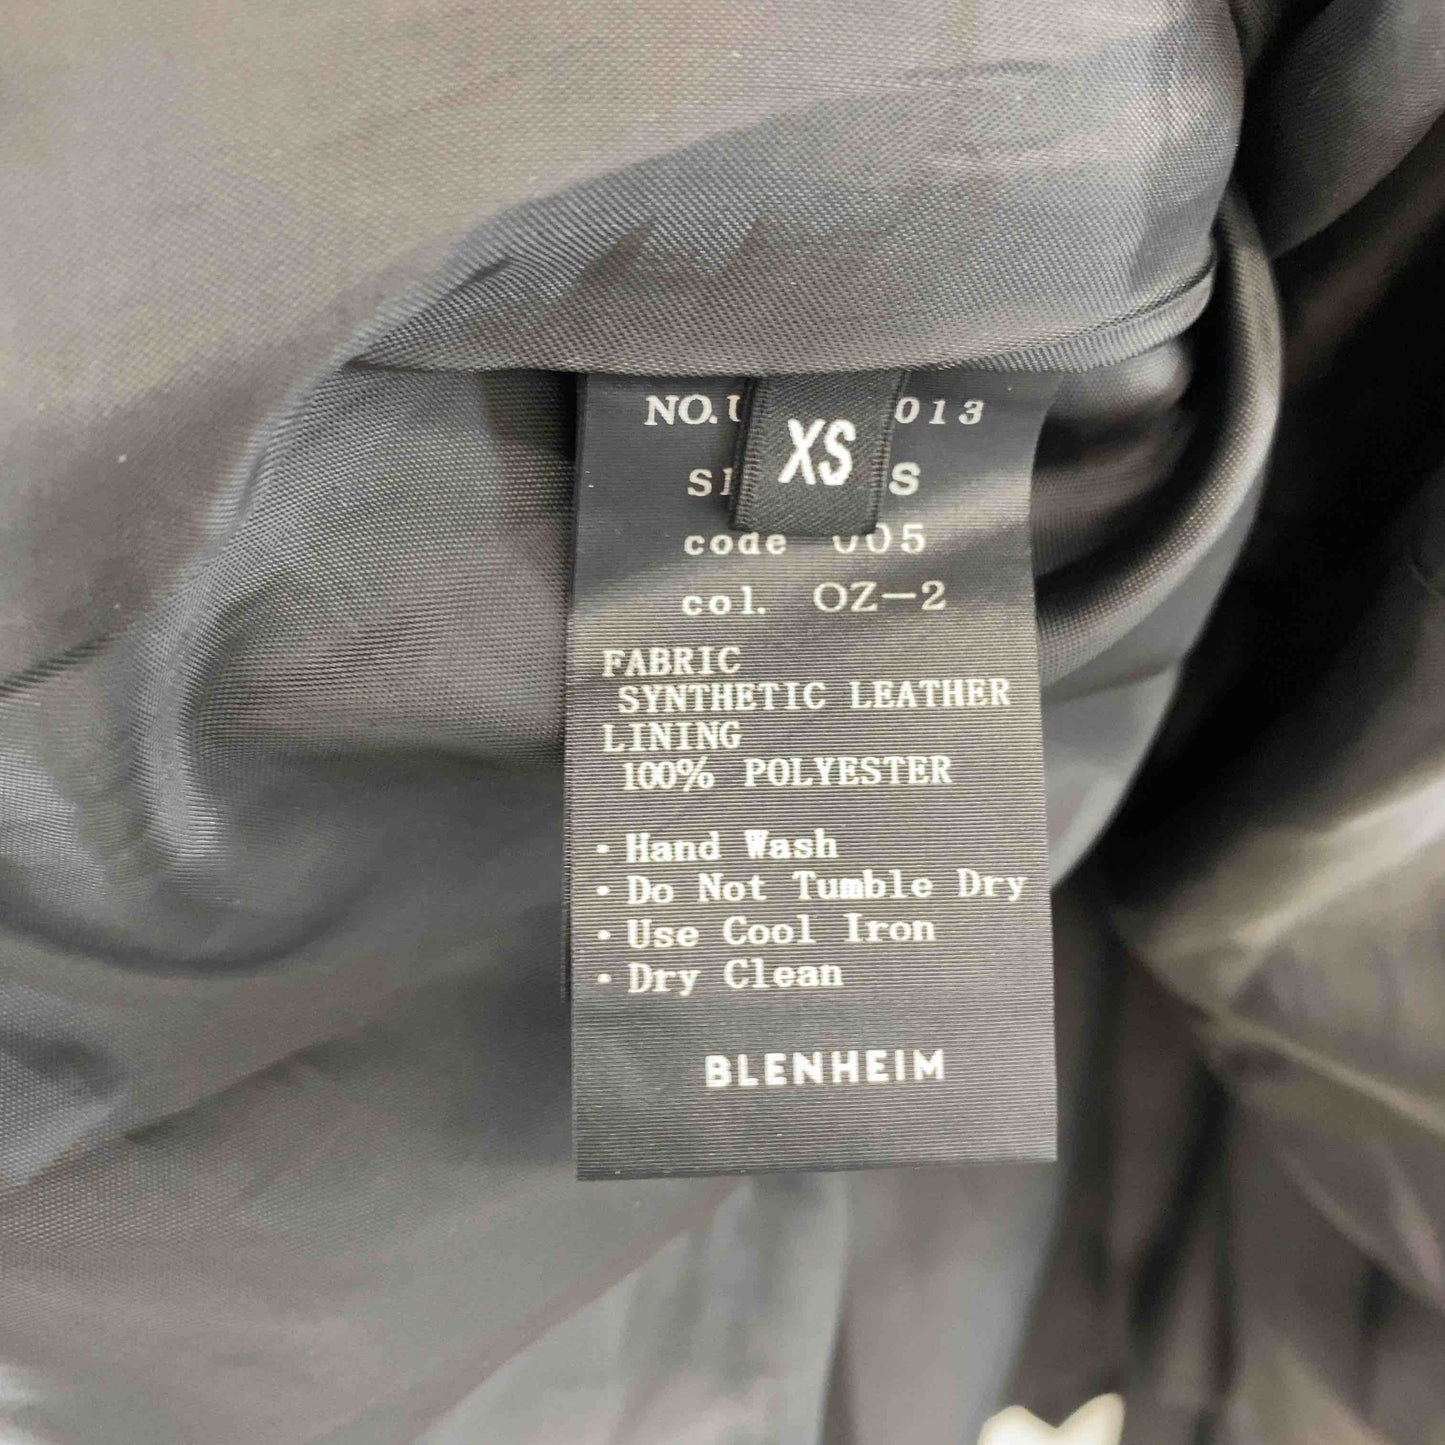 NO. 013
XS
S
code 005
col. OZ-2
FABRIC
SYNTHETIC LEATHER
LINING
100% POLYESTER
· Hand Wash
· Do Not Tumble Dry
· Use Cool Iron
· Dry Clean
BLENHEIM